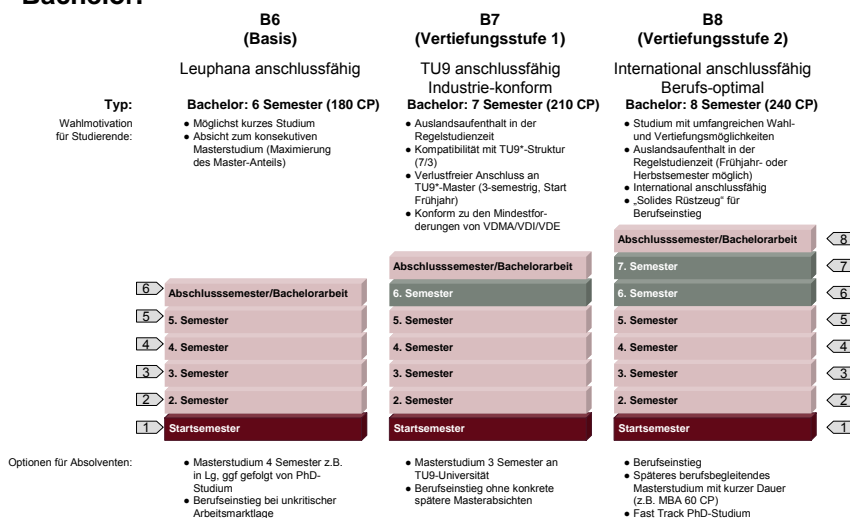 Bachelor:
B6
(Basis)
Leuphana anschlussfähig
B7
(Vertiefungsstufe 1)
TU9 anschlussfähig
Industrie-konform
B8
(Vertiefungsstufe 2)
International anschlussfähig
Berufs-optimal
Typ:
Bachelor: 6 Semester (180 CP)
Bachelor: 7 Semester (210 CP)
Bachelor: 8 Semester (240 CP)
Wahlmotivation
für Studierende:
● Möglichst kurzes Studium
● Absicht zum konsekutiven
Masterstudium (Maximierung
des Master-Anteils)
● Auslandsaufenthalt in der
Regelstudienzeit
● Kompatibilität mit TU9*-Struktur
(7/3)
● Verlustfreier Anschluss an
TU9*-Master (3-semestrig, Start
Frühjahr)
● Konform zu den Mindestfor-
derungen von VDMA/VDI/VDE
● Studium mit umfangreichen Wahl-
und Vertiefungsmöglichkeiten
● Auslandsaufenthalt in der
Regelstudienzeit (Frühjahr- oder
Herbstsemester möglich)
● International anschlussfähig
● „Solides Rüstzeug“ für
Berufseinstieg
6
5
4
3
2
1
Abschlusssemester/Bachelorarbeit
5. Semester
4. Semester
3. Semester
2. Semester
Startsemester
Abschlusssemester/Bachelorarbeit
6. Semester
5. Semester
4. Semester
3. Semester
2. Semester
Startsemester
Abschlusssemester/Bachelorarbeit
7. Semester
6. Semester
5. Semester
4. Semester
3. Semester
2. Semester
Startsemester
8
7
6
5
4
3
2
1
Optionen für Absolventen:
● Masterstudium 4 Semester z.B.
in Lg, ggf gefolgt von PhD-
Studium
● Berufseinstieg bei unkritischer
Arbeitsmarktlage
● Masterstudium 3 Semester an
TU9-Universität
● Berufseinstieg ohne konkrete
spätere Masterabsichten
● Berufseinstieg
● Späteres berufsbegleitendes
Masterstudium mit kurzer Dauer
(z.B. MBA 60 CP)
● Fast Track PhD-Studium